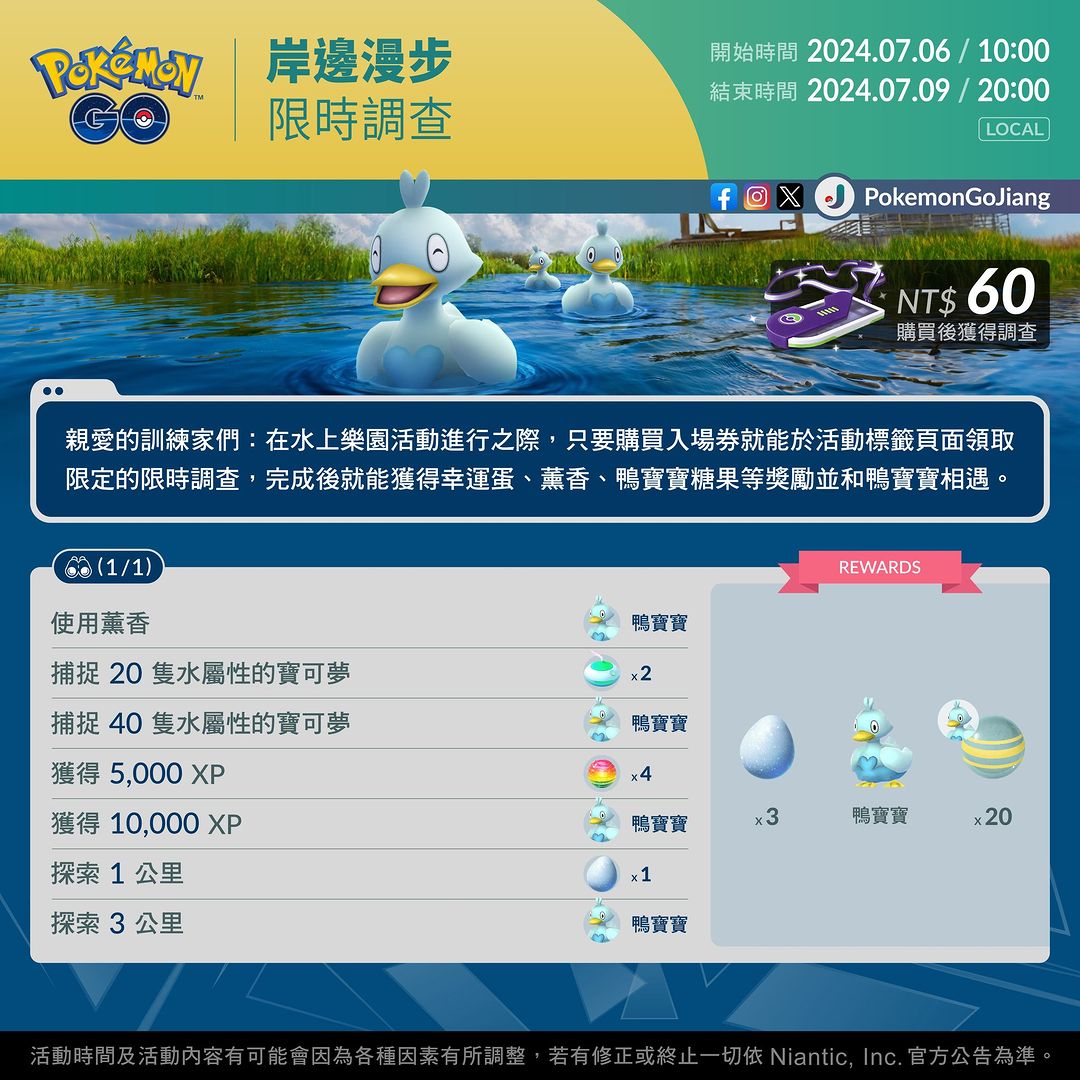 POKéMON GO
TM
岸邊漫步
限時調查
開始時間 2024.07.06 / 10:00
結束時間 2024.07.09 / 20:00
LOCAL
PokemonGoJiang
NT$ 60
購買後獲得調查
親愛的訓練家們：在水上樂園活動進行之際，只要購買入場券就能於活動標籤頁面領取
限定的限時調查，完成後就能獲得幸運蛋、薰香、鴨寶寶糖果等獎勵並和鴨寶寶相遇。
(1/1)
使用薰香 鴨寶寶
捕捉 20 隻水屬性的寶可夢 x2
捕捉 40 隻水屬性的寶可夢 鴨寶寶
獲得 5,000 XP x4
獲得 10,000 XP 鴨寶寶
探索 1 公里 x1
探索 3 公里 鴨寶寶
REWARDS
x3 鴨寶寶 x20
活動時間及活動內容有可能會因為各種因素有所調整，若有修正或終止一切依 Niantic, Inc. 官方公告為準。